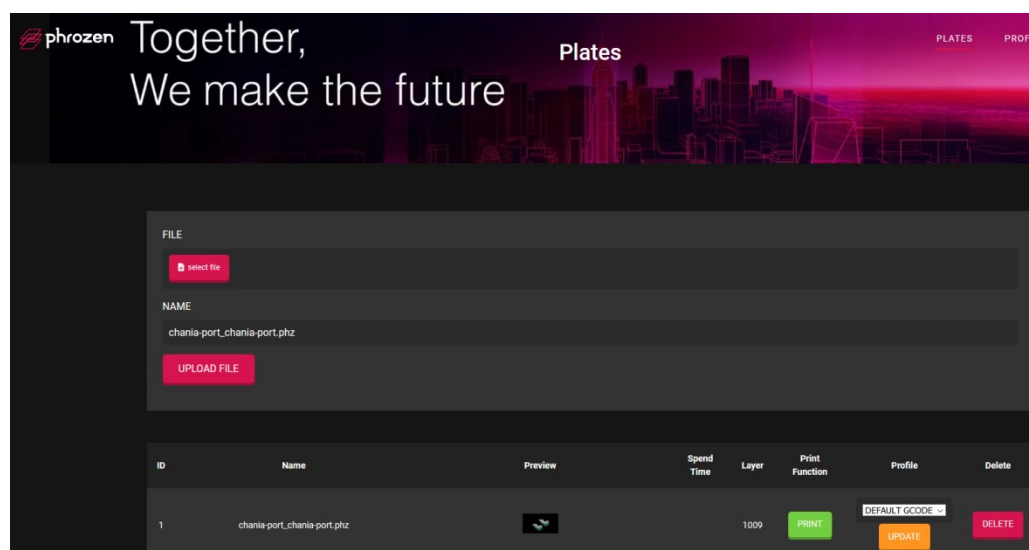 phrozen
Together,
We make the future
Plates
PLATES PROF
FILE
select file
NAME
chania-port_chania-port.phz
UPLOAD FILE
ID Name Preview Spend Time Layer Print Function Profile Delete
1 chania-port_chania-port.phz 1009 PRINT DEFAULT GCODE UPDATE DELETE